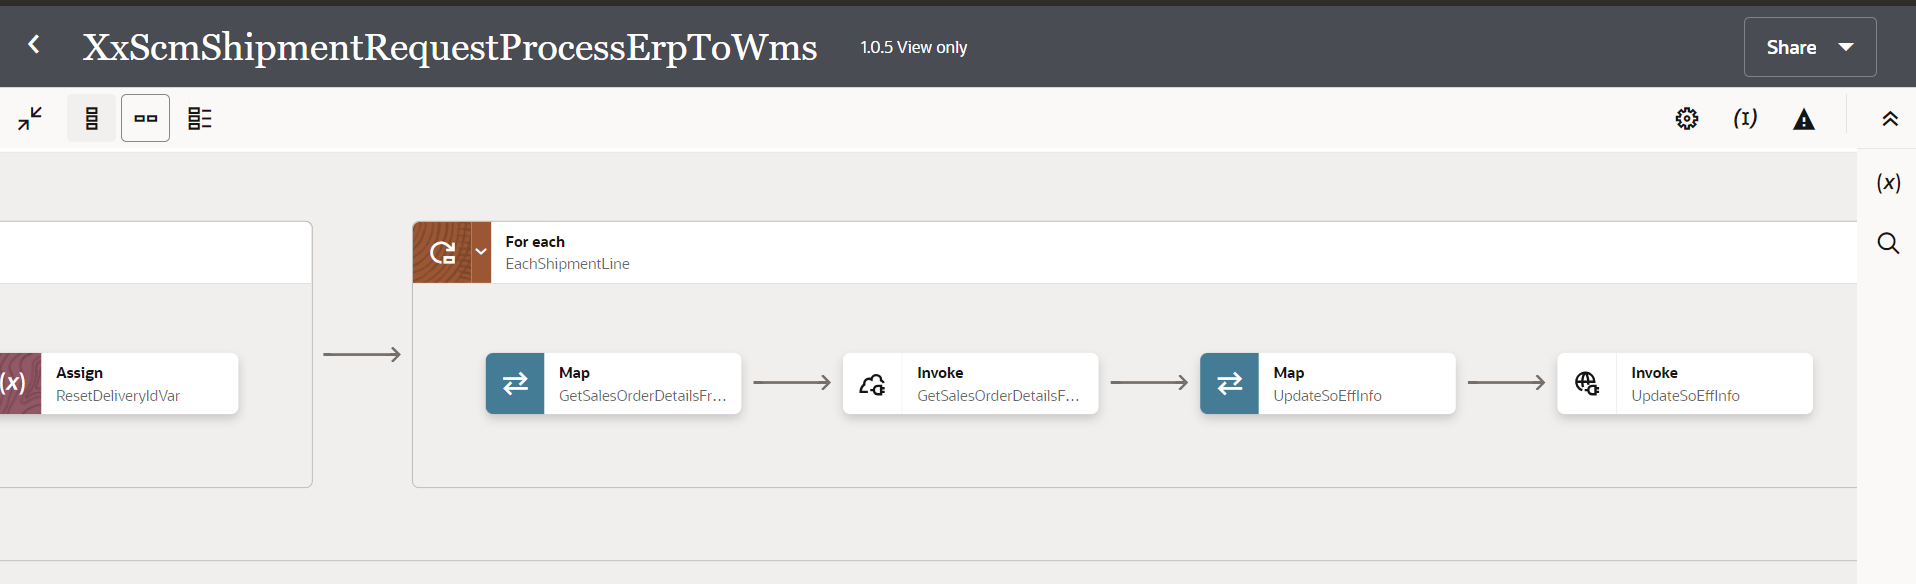 XxScmShipmentRequestProcessErpToWms
1.0.5 View only
Share
(I)
(x)
For each
EachShipmentLine
(x)
Assign
ResetDeliveryIdVar
Map
GetSalesOrderDetailsFr...
Invoke
GetSalesOrderDetailsF...
Map
UpdateSoEffInfo
Invoke
UpdateSoEffInfo